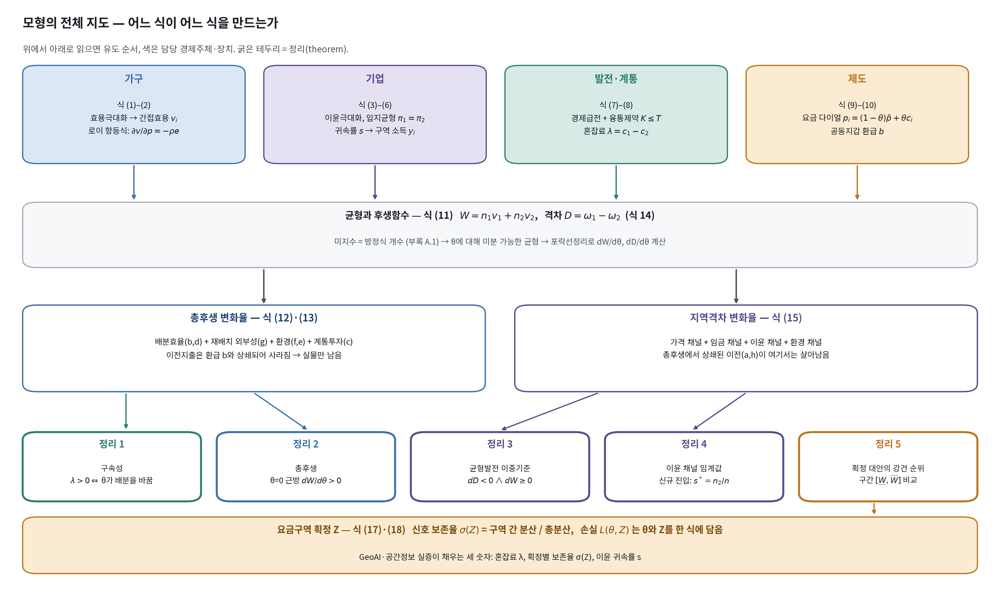 모형의 전체 지도 — 어느 식이 어느 식을 만드는가
위에서 아래로 읽으면 유도 순서, 색은 담당 경제주체·장치. 굵은 테두리 = 정리(theorem).
가구
식 (1)–(2)
효용극대화 → 간접효용 vᵢ
로이 항등식: ∂v/∂p = −ρe
기업
식 (3)–(6)
이윤극대화, 입지균형 π₁ = π₂
귀속률 s → 구역 소득 yᵢ
발전·계통
식 (7)–(8)
경제급전 + 융통제약 K ≤ T
혼잡료 λ = c₁ − c₂
제도
식 (9)–(10)
요금 다이얼 pᵢ = (1 − θ)p̄ + θcᵢ
공동지갑 환급 b
균형과 후생함수 — 식 (11) W = n₁v₁ + n₂v₂, 격차 D = ω₁ − ω₂ (식 14)
미지수 = 방정식 개수 (부록 A.1) → θ에 대해 미분 가능한 균형 → 포락선정리로 dW/dθ, dD/dθ 계산
총후생 변화율 — 식 (12)·(13)
배분효율(b,d) + 재배치 외부성(g) + 환경(f,e) + 계통투자(c)
이전지출은 환급 b와 상쇄되어 사라짐 → 실물만 남음
지역격차 변화율 — 식 (15)
가격 채널 + 임금 채널 + 이윤 채널 + 환경 채널
총후생에서 상쇄된 이전(a,h)이 여기서는 살아남음
정리 1
구속성
λ > 0 ⇔ θ가 배분을 바꿈
정리 2
총후생
θ=0 근방 dW/dθ > 0
정리 3
균형발전 이중기준
dD < 0 ∧ dW ≥ 0
정리 4
이윤 채널 임계값
신규 진입: s* = n₂/n
정리 5
획정 대안의 강건 순위
구간 [W̲, W̅] 비교
요금구역 획정 Z — 식 (17)·(18) 신호 보존율 σ(Z) = 구역 간 분산 / 총분산, 손실 L(θ, Z) 는 θ와 Z를 한 식에 담음
GeoAI·공간정보 실증이 채우는 세 숫자: 혼잡료 λ, 획정별 보존율 σ(Z), 이윤 귀속률 s